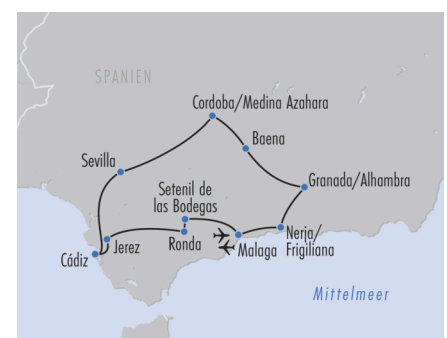 SPANIEN
Cordoba/Medina Azahara
Baena
Sevilla
Granada/Alhambra
Setenil de
las Bodegas
Nerja/
Frigiliana
Jerez
Ronda
Malaga
Cádiz
Mittelmeer